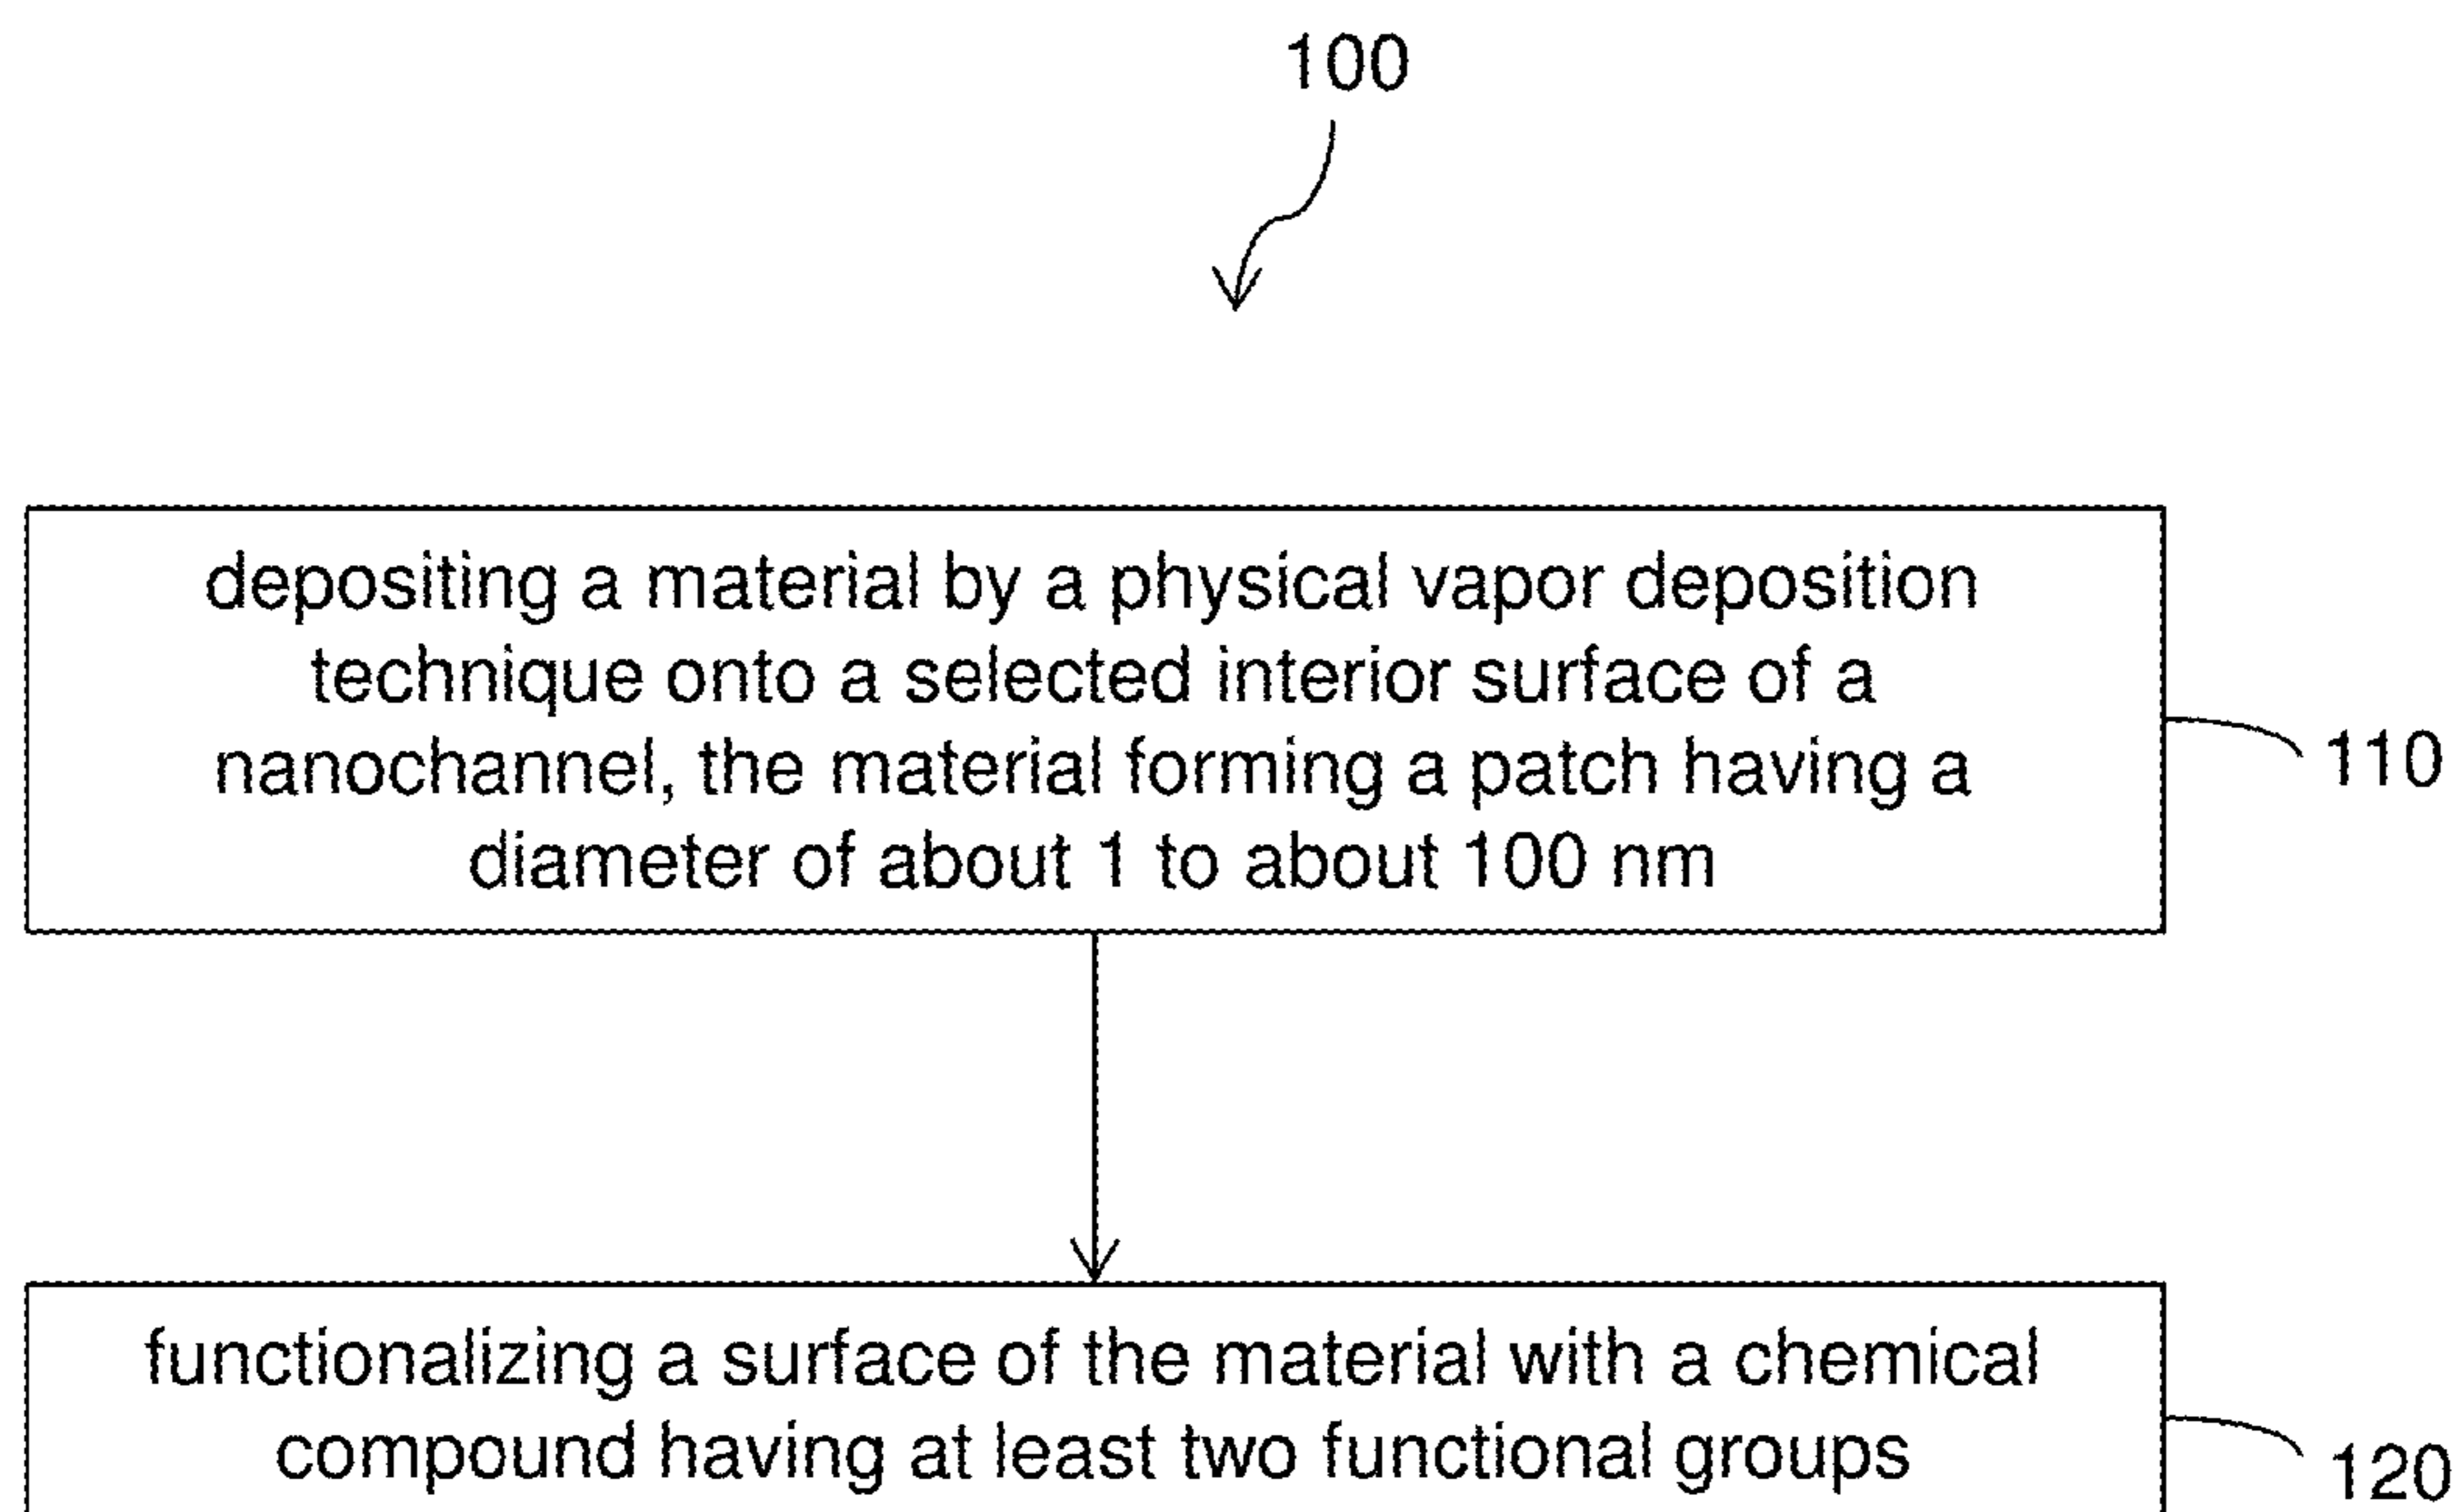 100
depositing a material by a physical vapor deposition
technique onto a selected interior surface of a
nanochannel, the material forming a patch having a
diameter of about 1 to about 100 nm
110
functionalizing a surface of the material with a chemical
compound having at least two functional groups
120